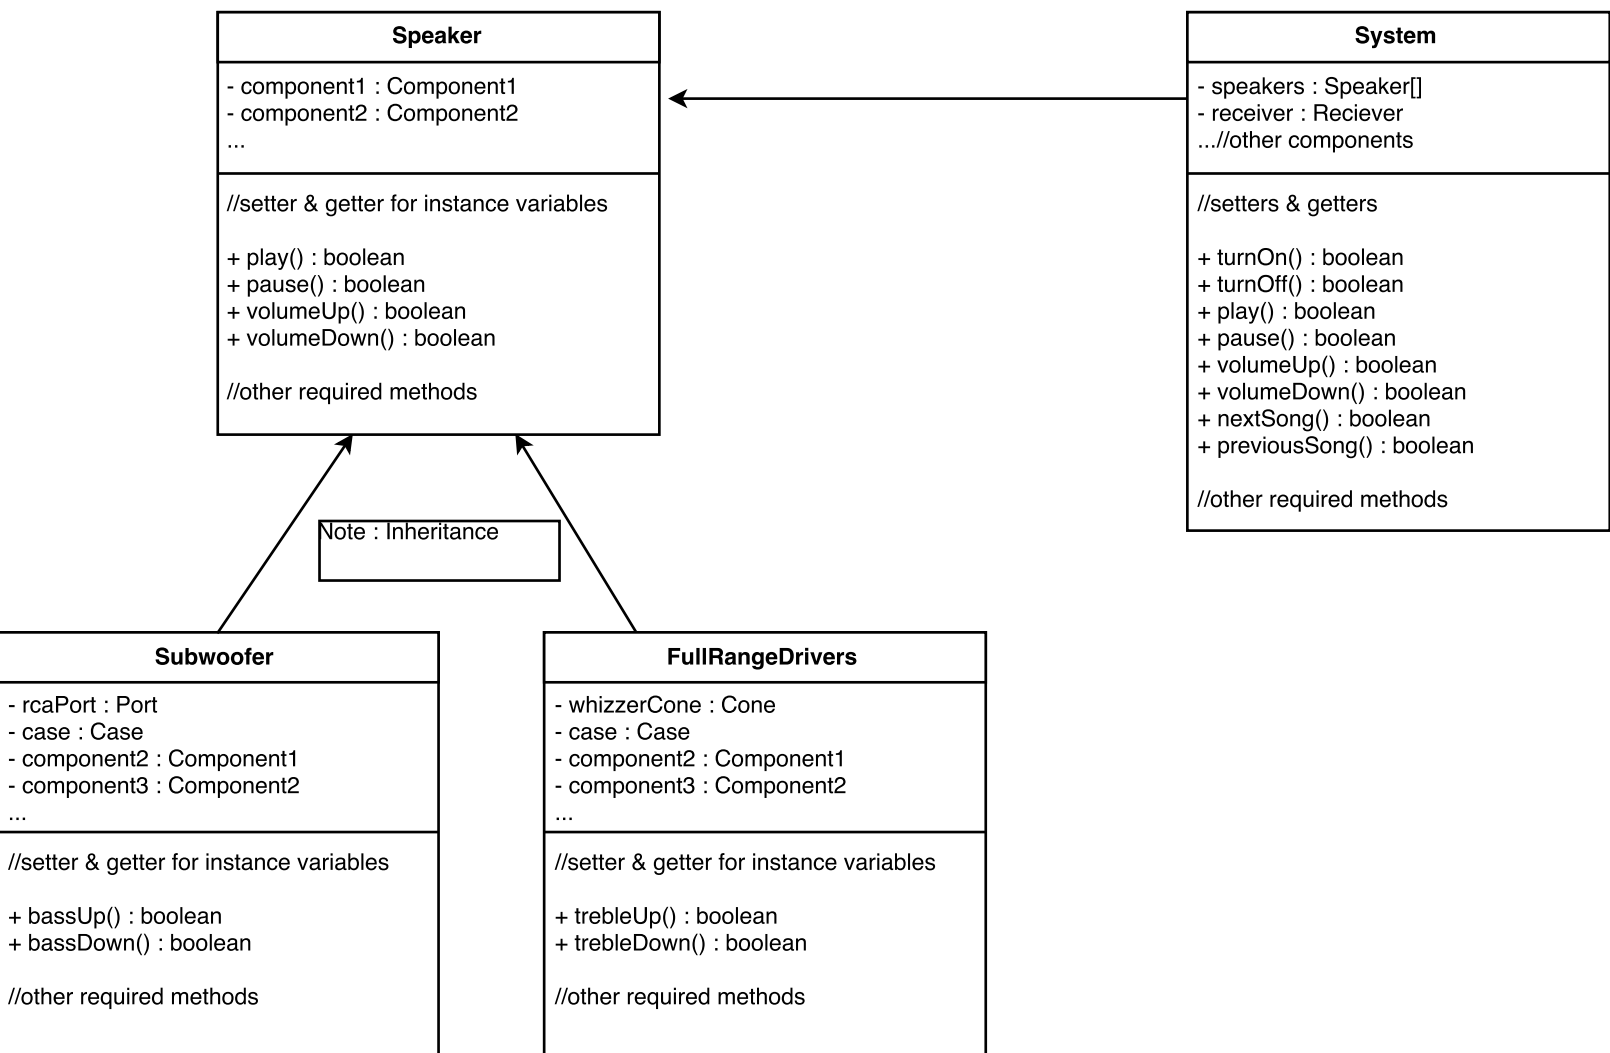 Speaker
- component1 : Component1
- component2 : Component2
...
//setter & getter for instance variables
+ play() : boolean
+ pause() : boolean
+ volumeUp() : boolean
+ volumeDown() : boolean
//other required methods
System
- speakers : Speaker[]
- receiver : Reciever
...//other components
//setters & getters
+ turnOn() : boolean
+ turnOff() : boolean
+ play() : boolean
+ pause() : boolean
+ volumeUp() : boolean
+ volumeDown() : boolean
+ nextSong() : boolean
+ previousSong() : boolean
//other required methods
Note : Inheritance
Subwoofer
- rcaPort : Port
- case : Case
- component2 : Component1
- component3 : Component2
...
//setter & getter for instance variables
+ bassUp() : boolean
+ bassDown() : boolean
//other required methods
FullRangeDrivers
- whizzerCone : Cone
- case : Case
- component2 : Component1
- component3 : Component2
...
//setter & getter for instance variables
+ trebleUp() : boolean
+ trebleDown() : boolean
//other required methods